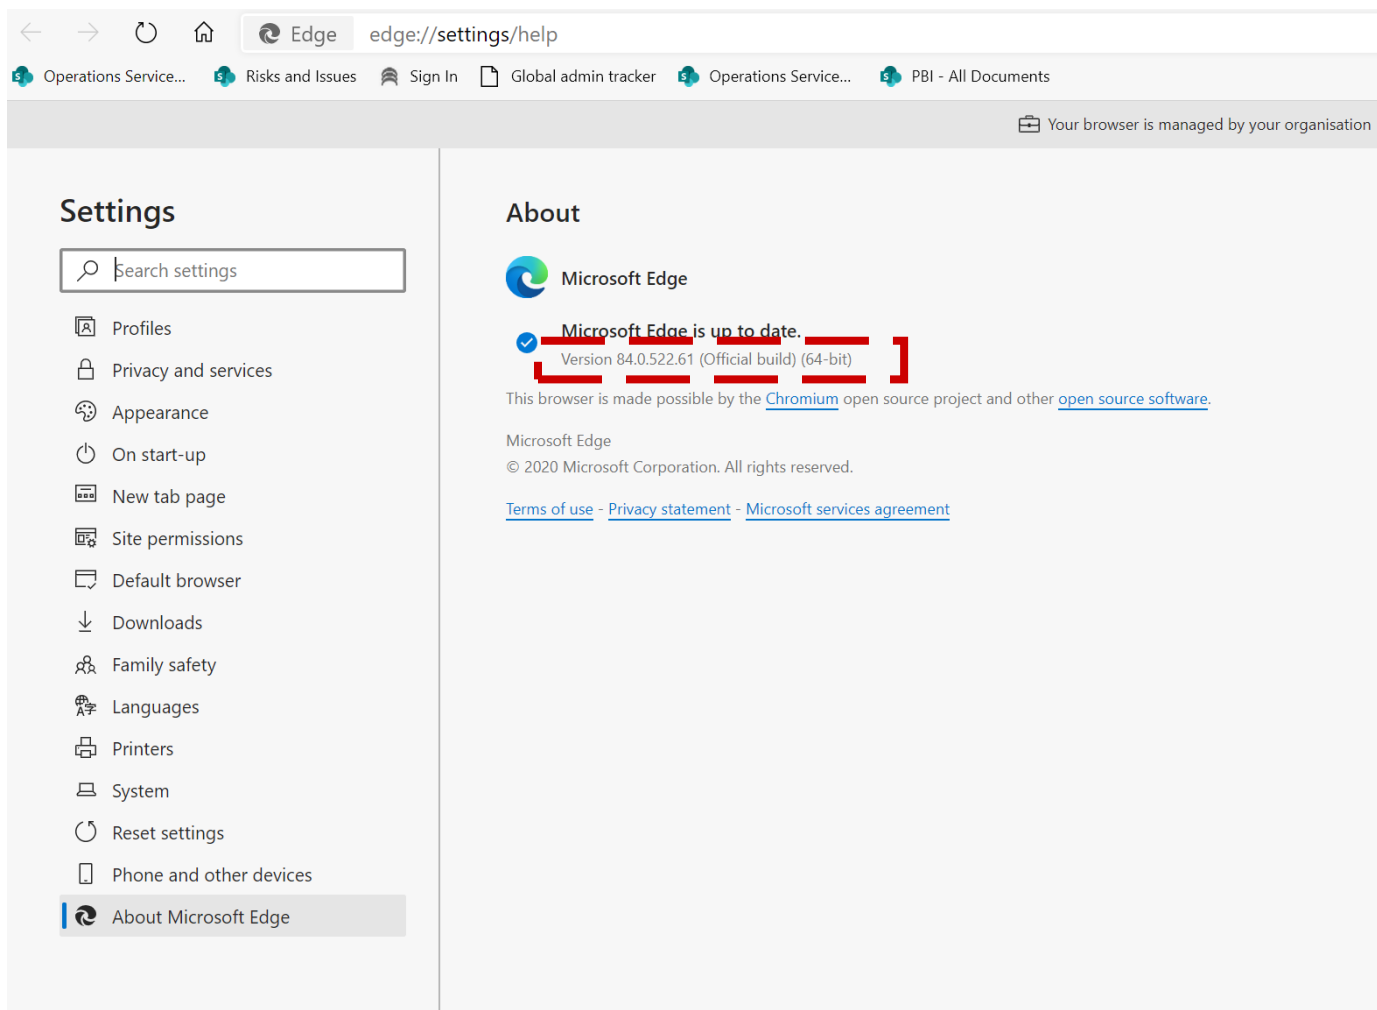 Edge edge://settings/help
Operations Service... Risks and Issues Sign In Global admin tracker Operations Service... PBI - All Documents
Your browser is managed by your organisation
Settings
Search settings
Profiles
Privacy and services
Appearance
On start-up
New tab page
Site permissions
Default browser
Downloads
Family safety
Languages
Printers
System
Reset settings
Phone and other devices
About Microsoft Edge
About
Microsoft Edge
Microsoft Edge is up to date.
Version 84.0.522.61 (Official build) (64-bit)
This browser is made possible by the Chromium open source project and other open source software.
Microsoft Edge
© 2020 Microsoft Corporation. All rights reserved.
Terms of use - Privacy statement - Microsoft services agreement